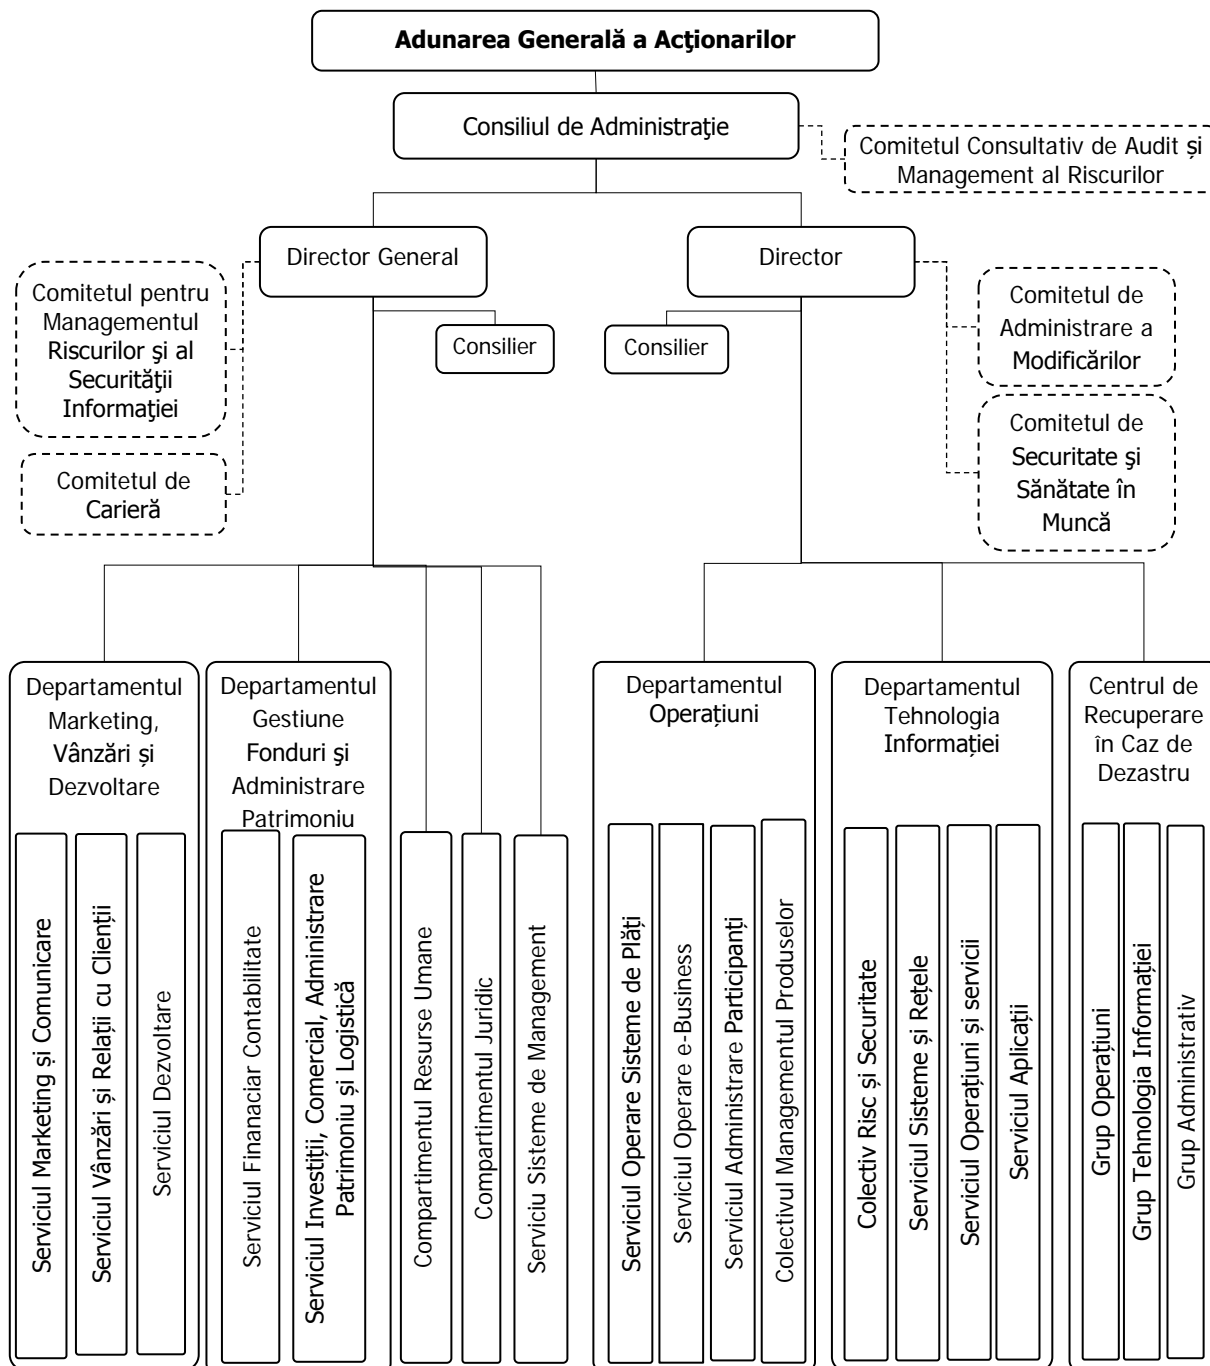 Adunarea Generală a Acţionarilor
Consiliul de Administraţie
Comitetul Consultativ de Audit și
Management al Riscurilor
Director General
Director
Comitetul pentru
Managementul
Riscurilor şi al
Securităţii
Informaţiei
Consilier
Consilier
Comitetul de
Administrare a
Modificărilor
Comitetul de
Carieră
Comitetul de
Securitate şi
Sănătate în
Muncă
Departamentul
Marketing,
Vânzări și
Dezvoltare
Departamentul
Gestiune
Fonduri şi
Administrare
Patrimoniu
Departamentul
Operațiuni
Departamentul
Tehnologia
Informației
Centrul de
Recuperare
în Caz de
Dezastru
Serviciul Marketing și Comunicare
Serviciul Vânzări și Relații cu Clienții
Serviciul Dezvoltare
Serviciul Finanaciar Contabilitate
Serviciul Investiții, Comercial, Administrare
Patrimoniu și Logistică
Compartimentul Resurse Umane
Compartimentul Juridic
Serviciu Sisteme de Management
Serviciul Operare Sisteme de Plăți
Serviciul Operare e-Business
Serviciul Administrare Participanți
Colectivul Managementul Produselor
Colectiv Risc și Securitate
Serviciul Sisteme și Rețele
Serviciul Operațiuni și servicii
Serviciul Aplicații
Grup Operațiuni
Grup Tehnologia Informației
Grup Administrativ